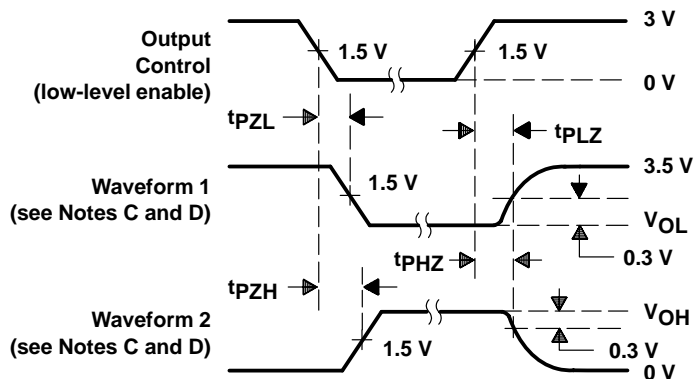 3 V
Output
Control
(low-level enable)
1.5 V
1.5 V
0 V
tPZL
tPLZ
3.5 V
Waveform 1
(see Notes C and D)
1.5 V
VOL
0.3 V
tPHZ
tPZH
VOH
Waveform 2
(see Notes C and D)
1.5 V
0.3 V
0 V